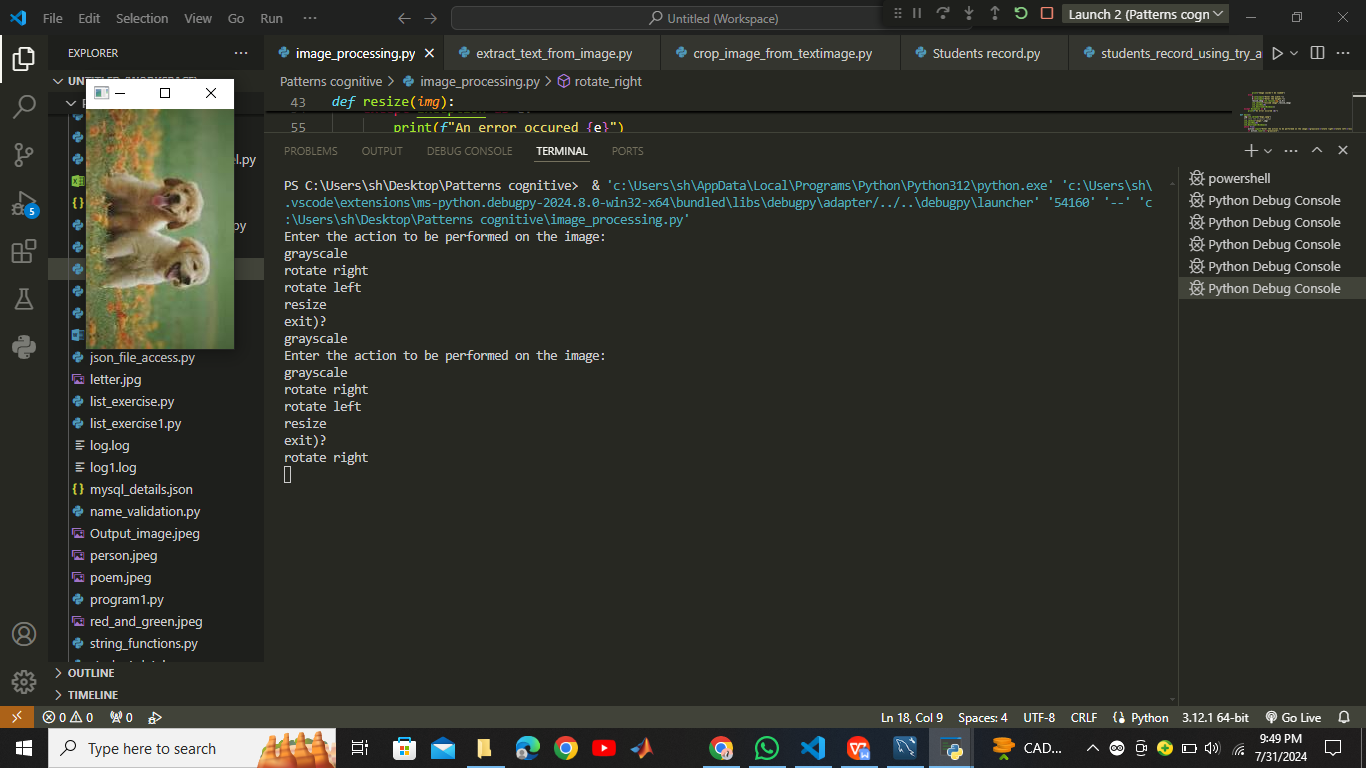 File Edit Selection View Go Run ··· Untitled (Workspace) Launch 2 (Patterns cogn
EXPLORER ···
image_processing.py extract_text_from_image.py crop_image_from_textimage.py Students record.py students_record_using_try_a ···
Patterns cognitive > image_processing.py > rotate_right
43 def resize(img):
55 print(f"An error occured {e}")
PROBLEMS OUTPUT DEBUG CONSOLE TERMINAL PORTS
PS C:\Users\sh\Desktop\Patterns cognitive> & 'c:\Users\sh\AppData\Local\Programs\Python\Python312\python.exe' 'c:\Users\sh\
.vscode\extensions\ms-python.debugpy-2024.8.0-win32-x64\bundled\libs\debugpy\adapter/../..\debugpy\launcher' '54160' '--' 'c
:\Users\sh\Desktop\Patterns cognitive\image_processing.py'
Enter the action to be performed on the image:
grayscale
rotate right
rotate left
resize
exit)?
grayscale
Enter the action to be performed on the image:
grayscale
rotate right
rotate left
resize
exit)?
rotate right
powershell
Python Debug Console
Python Debug Console
Python Debug Console
Python Debug Console
Python Debug Console
5
json_file_access.py
letter.jpg
list_exercise.py
list_exercise1.py
log.log
log1.log
mysql_details.json
name_validation.py
Output_image.jpeg
person.jpeg
poem.jpeg
program1.py
red_and_green.jpeg
string_functions.py
OUTLINE
TIMELINE
0 0 0 Ln 18, Col 9 Spaces: 4 UTF-8 CRLF Python 3.12.1 64-bit Go Live
Type here to search CAD... 9:49 PM
7/31/2024